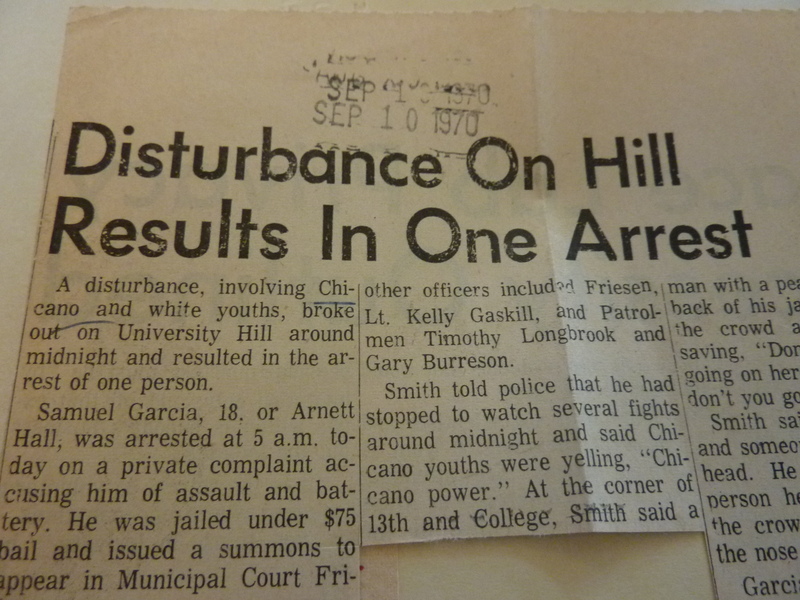 SEP 10 1970
SEP 10 1970
Disturbance On Hill
Results In One Arrest
A disturbance, involving Chi-
cano and white youths, broke
out on University Hill around
midnight and resulted in the ar-
rest of one person.
Samuel Garcia, 18. or Arnett
Hall, was arrested at 5 a.m. to-
day on a private complaint ac-
cusing him of assault and bat-
tery. He was jailed under $75
bail and issued a summons to
appear in Municipal Court Fri-
other officers included Friesen,
Lt. Kelly Gaskill, and Patrol-
men Timothy Longbrook and
Gary Burreson.
Smith told police that he had
stopped to watch several fights
around midnight and said Chi-
cano youths were yelling, "Chi-
cano power." At the corner of
13th and College, Smith said a
man with a pea
back of his ja
the crowd a
saying, "Don
going on her
don't you go
Smith sai
and someo
head. He
person he
the crow
the nose
Garcia